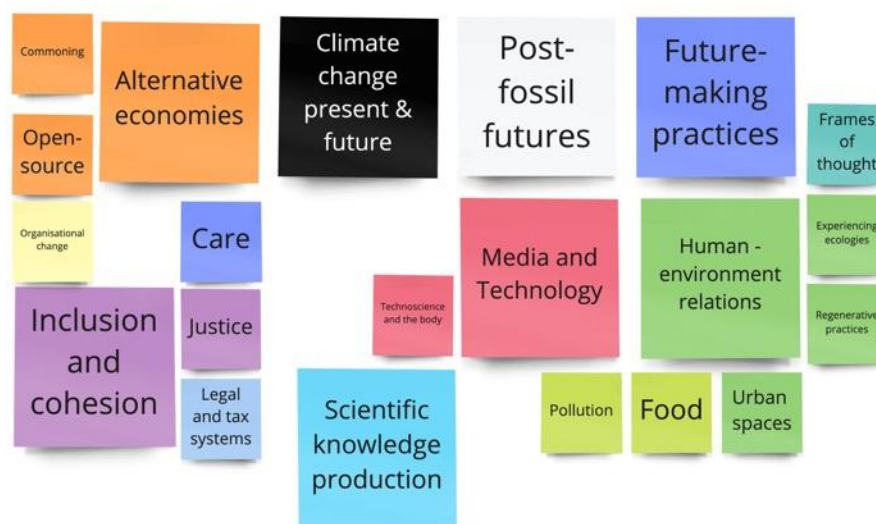 Commoning
Alternative
economies
Climate
change
present &
future
Post-
fossil
futures
Future-
making
practices
Frames
of
thought
Open-
source
Organisational
change
Care
Media and
Technology
Human -
environment
relations
Experiencing
ecologies
Technoscience
and the body
Regenerative
practices
Inclusion
and
cohesion
Justice
Legal
and tax
systems
Scientific
knowledge
production
Pollution
Food
Urban
spaces